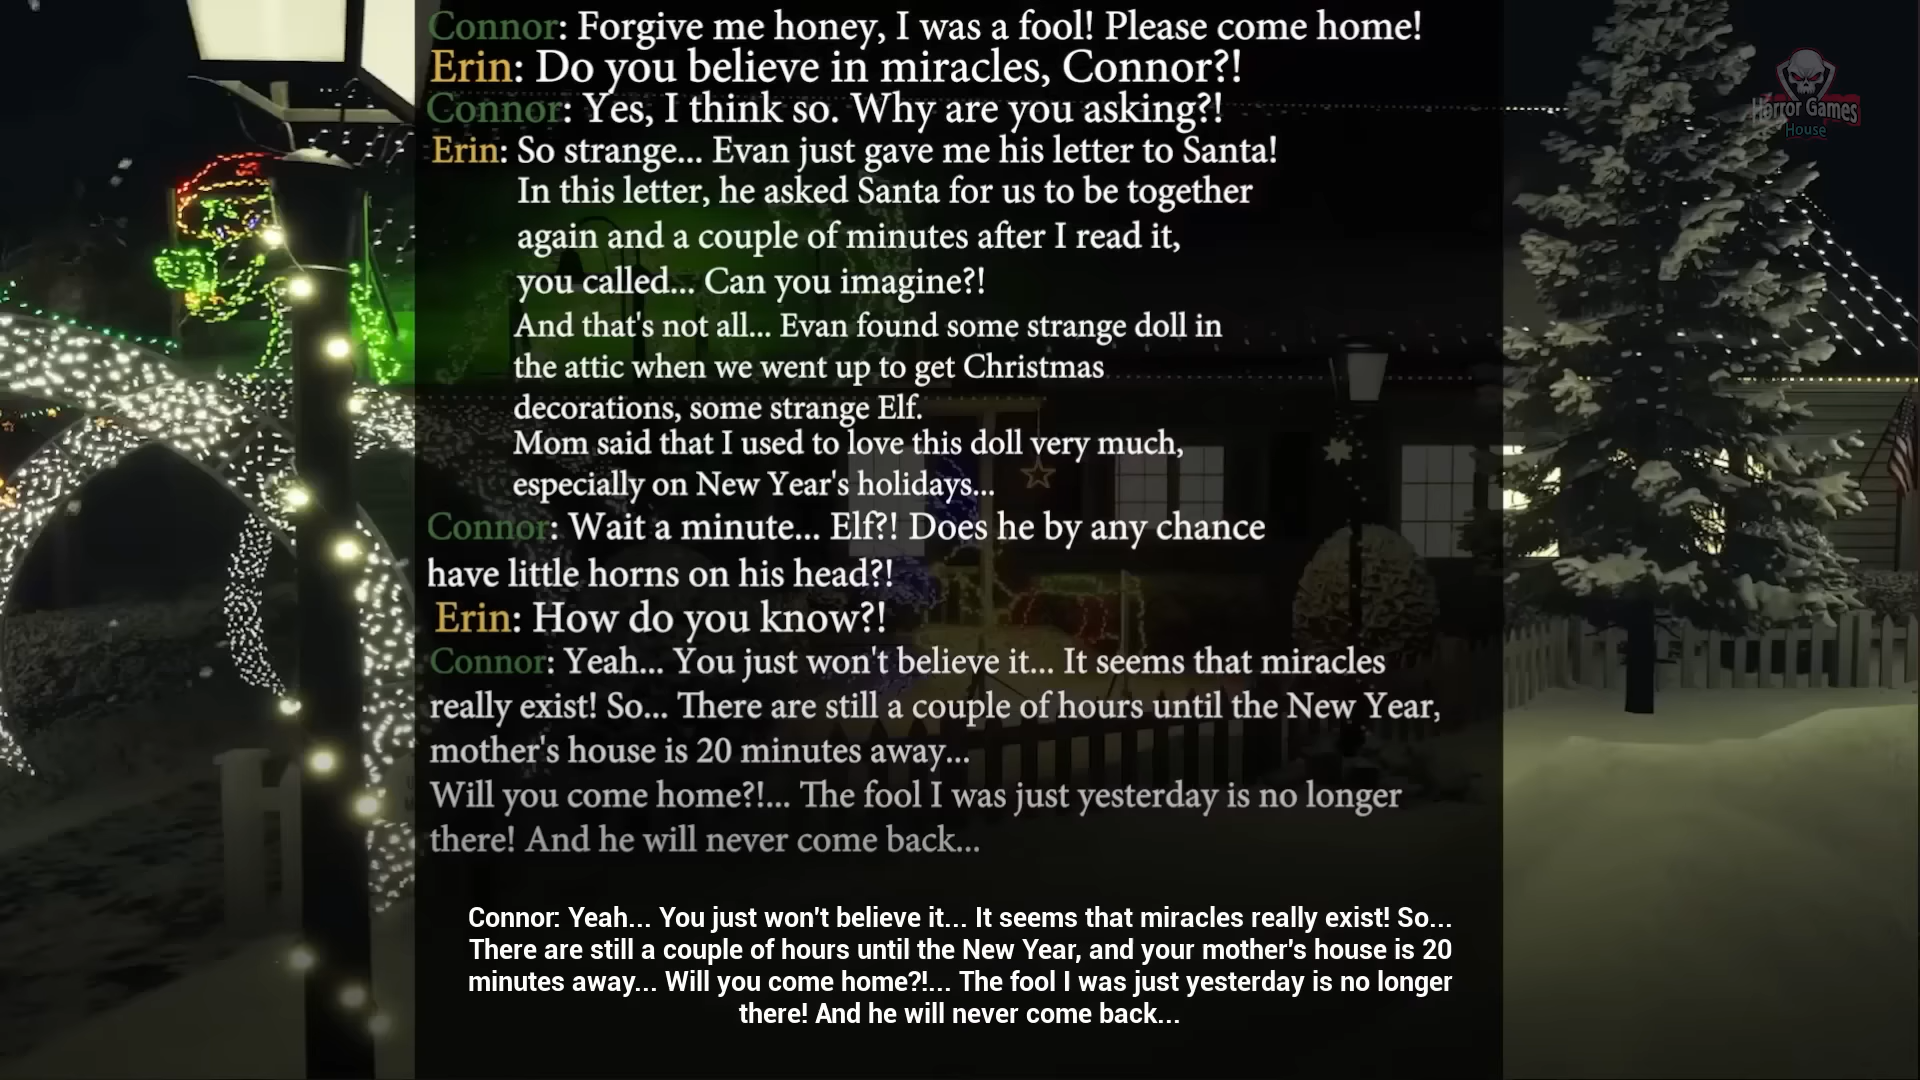 Connor: Forgive me honey, I was a fool! Please come home!
Erin: Do you believe in miracles, Connor?!
Connor: Yes, I think so. Why are you asking?!
Erin: So strange... Evan just gave me his letter to Santa!
In this letter, he asked Santa for us to be together
again and a couple of minutes after I read it,
you called... Can you imagine?!
And that's not all... Evan found some strange doll in
the attic when we went up to get Christmas
decorations, some strange Elf.
Mom said that I used to love this doll very much,
especially on New Year's holidays...
Connor: Wait a minute... Elf?! Does he by any chance
have little horns on his head?!
Erin: How do you know?!
Connor: Yeah... You just won't believe it... It seems that miracles
really exist! So... There are still a couple of hours until the New Year,
mother's house is 20 minutes away...
Will you come home?!... The fool I was just yesterday is no longer
there! And he will never come back...
Connor: Yeah... You just won't believe it... It seems that miracles really exist! So...
There are still a couple of hours until the New Year, and your mother's house is 20
minutes away... Will you come home?!... The fool I was just yesterday is no longer
there! And he will never come back...
Horror Games
House